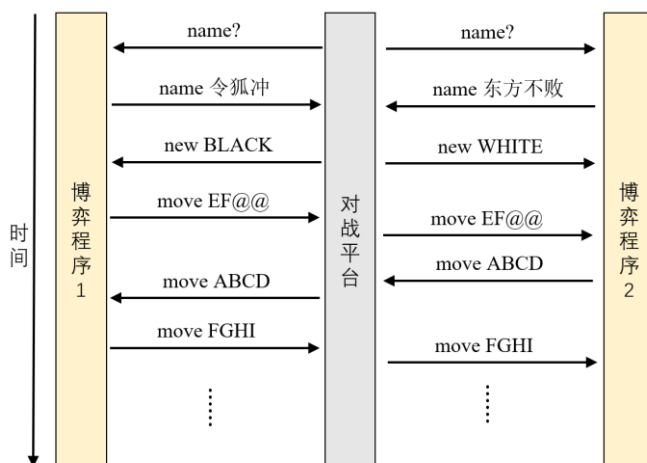 name?
name?
name 令狐冲
name 东方不败
new BLACK
new WHITE
move EF@@
move EF@@
move ABCD
move ABCD
move FGHI
move FGHI
时间
博弈程序1
对战平台
博弈程序2